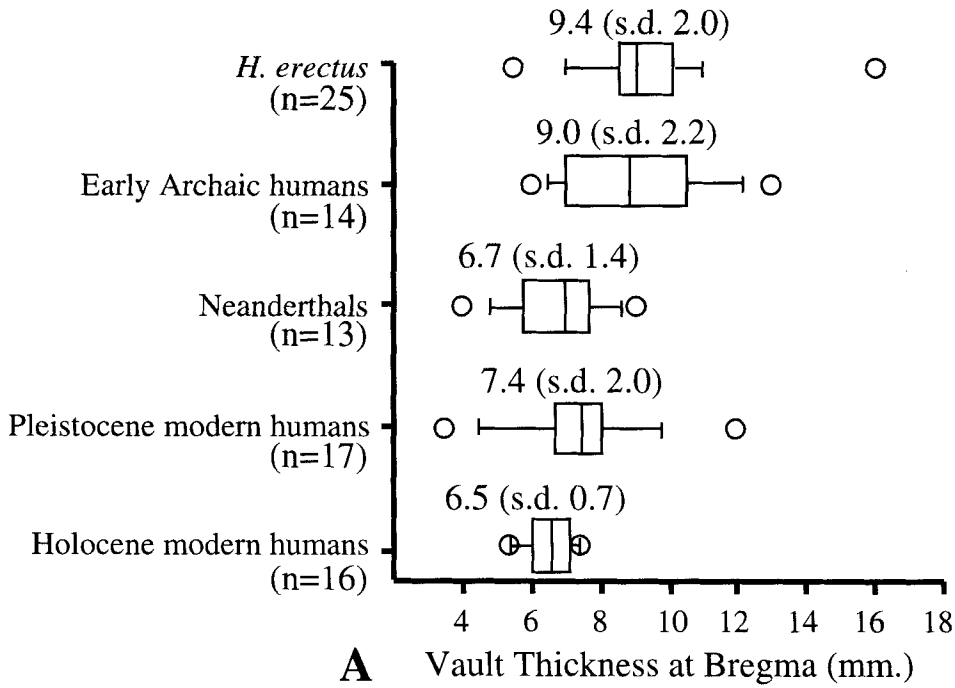 9.4 (s.d. 2.0)
H. erectus
(n=25)
9.0 (s.d. 2.2)
Early Archaic humans
(n=14)
6.7 (s.d. 1.4)
Neanderthals
(n=13)
7.4 (s.d. 2.0)
Pleistocene modern humans
(n=17)
6.5 (s.d. 0.7)
Holocene modern humans
(n=16)
4 6 8 10 12 14 16 18
A Vault Thickness at Bregma (mm.)